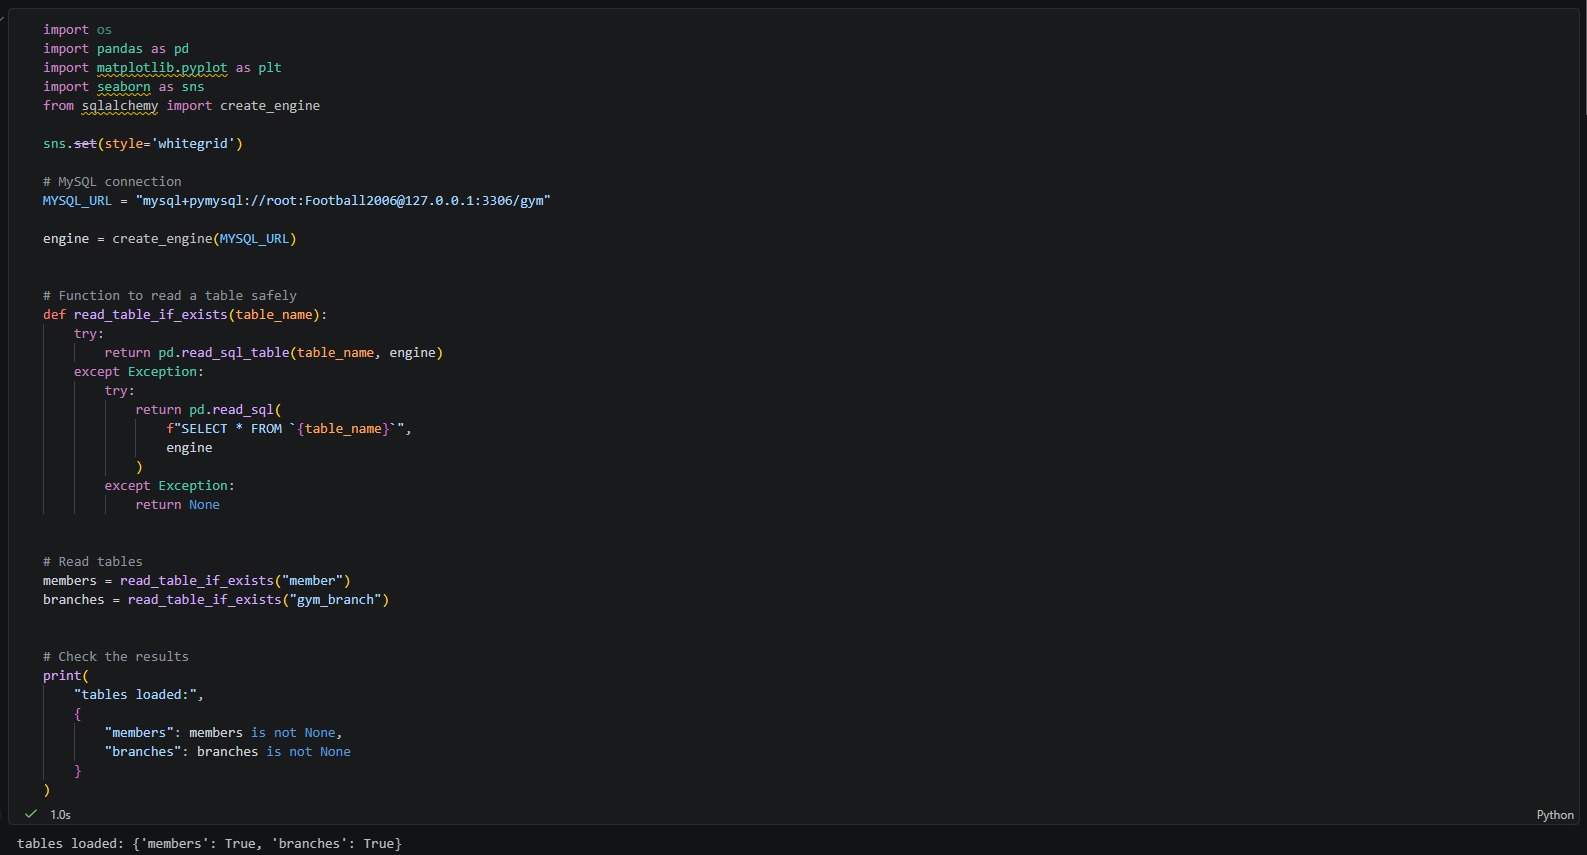 import os
import pandas as pd
import matplotlib.pyplot as plt
import seaborn as sns
from sqlalchemy import create_engine

sns.set(style='whitegrid')

# MySQL connection
MYSQL_URL = "mysql+pymysql://root:Football2006@127.0.0.1:3306/gym"

engine = create_engine(MYSQL_URL)


# Function to read a table safely
def read_table_if_exists(table_name):
    try:
        return pd.read_sql_table(table_name, engine)
    except Exception:
        try:
            return pd.read_sql(
                f"SELECT * FROM `{table_name}`",
                engine
            )
        except Exception:
            return None


# Read tables
members = read_table_if_exists("member")
branches = read_table_if_exists("gym_branch")


# Check the results
print(
    "tables loaded:",
    {
        "members": members is not None,
        "branches": branches is not None
    }
)
1.0s
Python
tables loaded: {'members': True, 'branches': True}